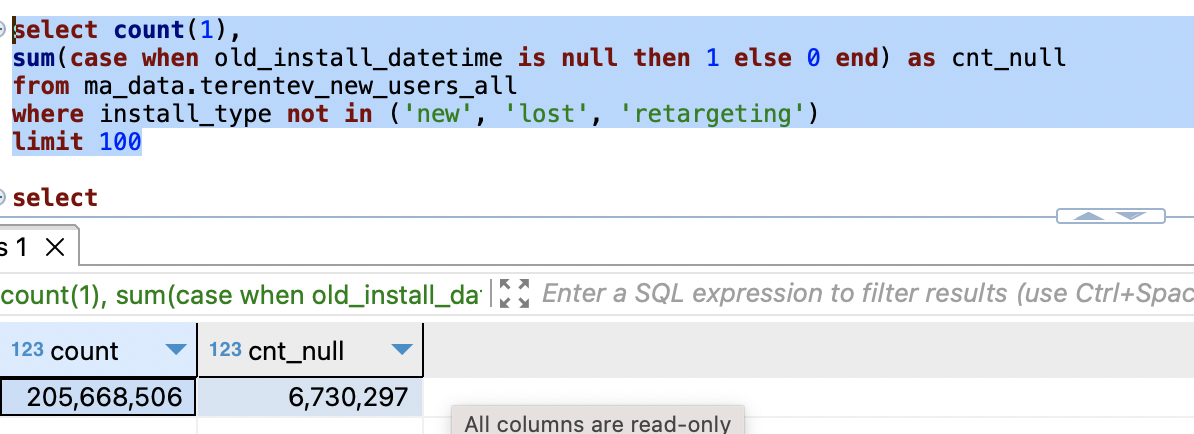 select count(1),
sum(case when old_install_datetime is null then 1 else 0 end) as cnt_null
from ma_data.terentev_new_users_all
where install_type not in ('new', 'lost', 'retargeting')
limit 100
select
s 1
count(1), sum(case when old_install_da
Enter a SQL expression to filter results (use Ctrl+Spac
123 count 123 cnt_null
205,668,506 6,730,297
All columns are read-only